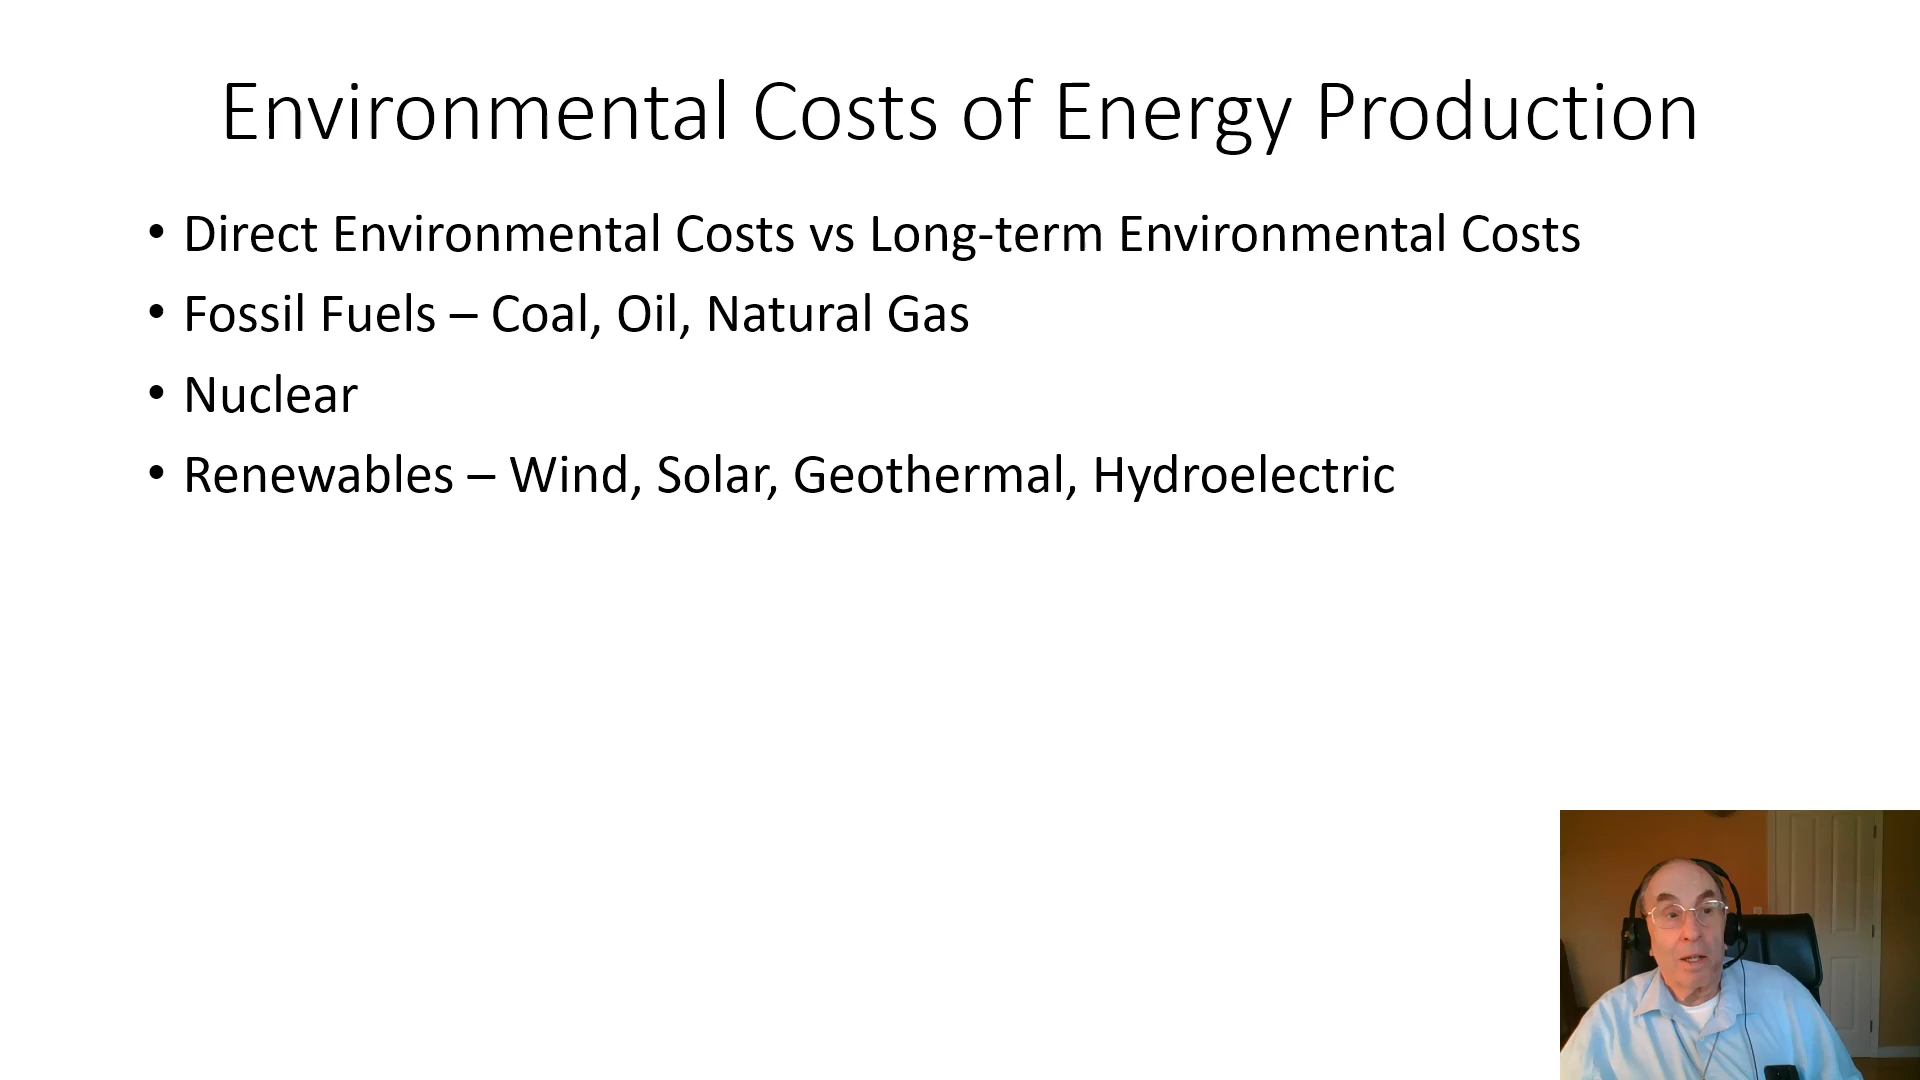 Environmental Costs of Energy Production
• Direct Environmental Costs vs Long-term Environmental Costs
• Fossil Fuels – Coal, Oil, Natural Gas
• Nuclear
• Renewables – Wind, Solar, Geothermal, Hydroelectric